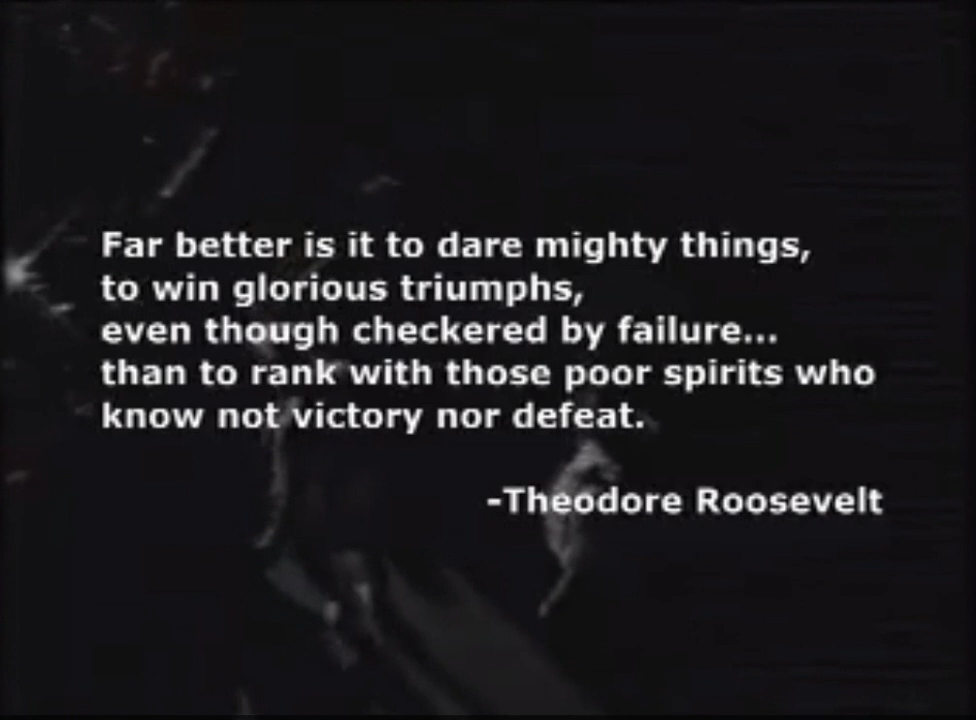 Far better is it to dare mighty things,
to win glorious triumphs,
even though checkered by failure...
than to rank with those poor spirits who
know not victory nor defeat.
-Theodore Roosevelt